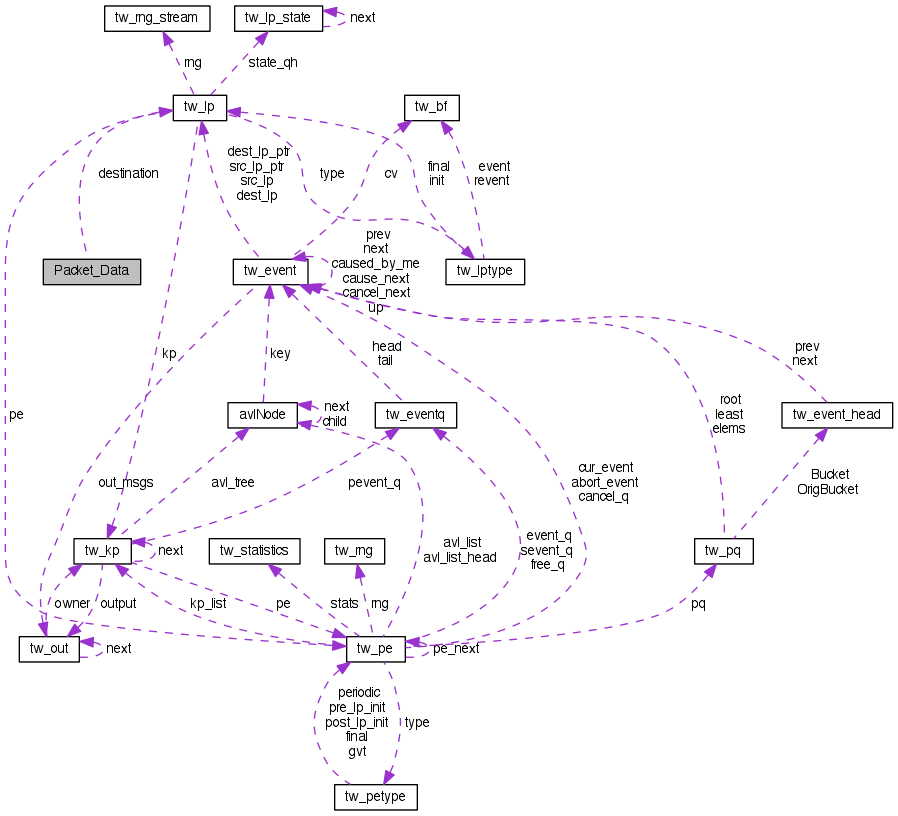 tw_rng_stream
tw_lp_state
next
rng
state_qh
tw_lp
tw_bf
destination
dest_lp_ptr
src_lp_ptr
src_lp
dest_lp
type
cv
final
init
event
revent
Packet_Data
tw_event
prev
next
caused_by_me
cause_next
cancel_next
up
tw_lptype
kp
key
head
tail
prev
next
pe
avlNode
next
child
tw_eventq
root
least
elems
tw_event_head
out_msgs
avl_tree
pevent_q
cur_event
abort_event
cancel_q
Bucket
OrigBucket
tw_kp
next
tw_statistics
tw_rng
avl_list
avl_list_head
event_q
sevent_q
free_q
tw_pq
owner
output
kp_list
pe
stats
rng
pq
tw_out
next
tw_pe
pe_next
periodic
pre_lp_init
post_lp_init
final
gvt
type
tw_petype